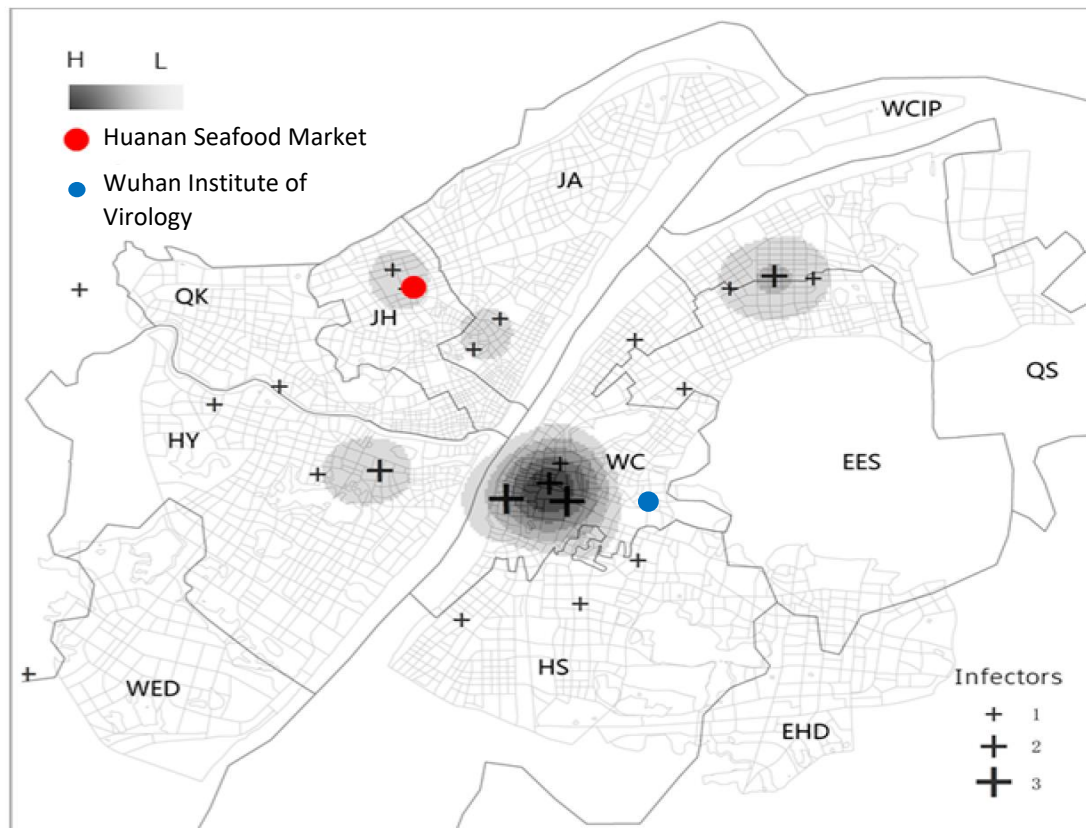 H L
Huanan Seafood Market
Wuhan Institute of
Virology
WCIP
JA
QK
JH
QS
HY
WC
EES
HS
WED
EHD
Infectors
1
2
3